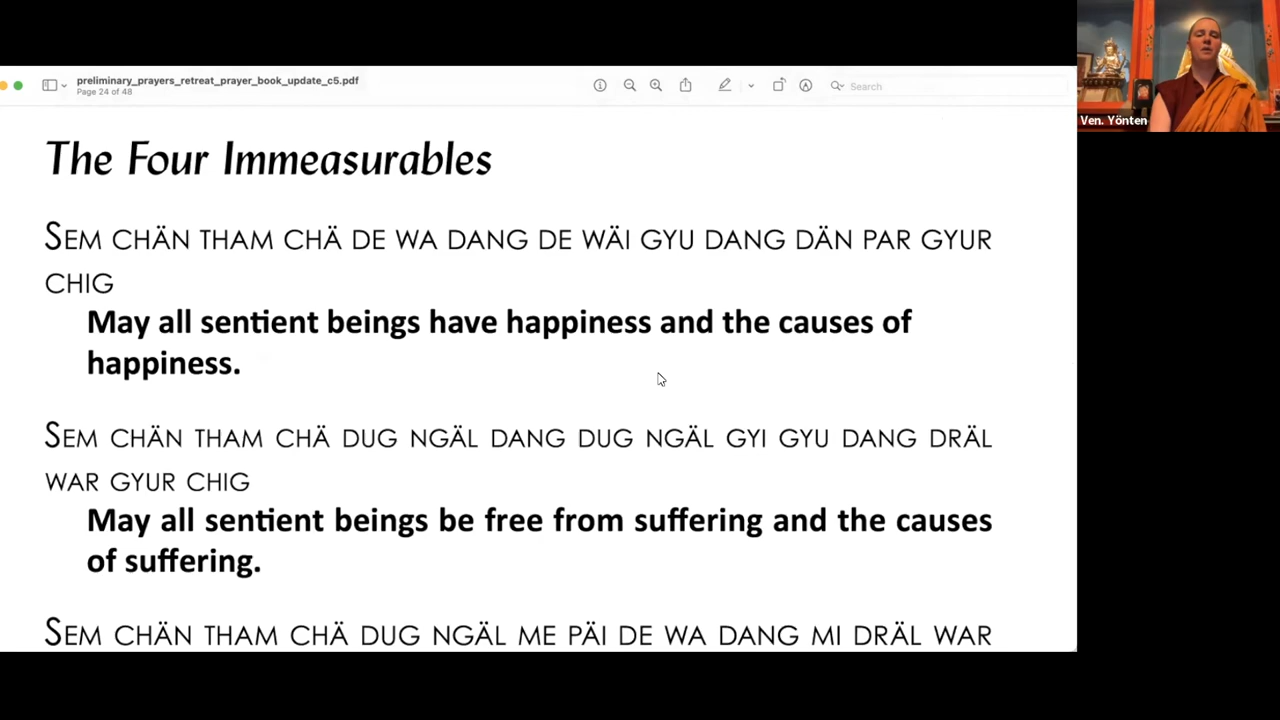 preliminary_prayers_retreat_prayer_book_update_c5.pdf
Page 24 of 48
Search
Ven. Yönten
The Four Immeasurables
SEM CHÄN THAM CHÄ DE WA DANG DE WÄI GYU DANG DÄN PAR GYUR
CHIG
May all sentient beings have happiness and the causes of
happiness.
SEM CHÄN THAM CHÄ DUG NGÄL DANG DUG NGÄL GYI GYU DANG DRÄL
WAR GYUR CHIG
May all sentient beings be free from suffering and the causes
of suffering.
SEM CHÄN THAM CHÄ DUG NGÄL ME PÄI DE WA DANG MI DRÄL WAR